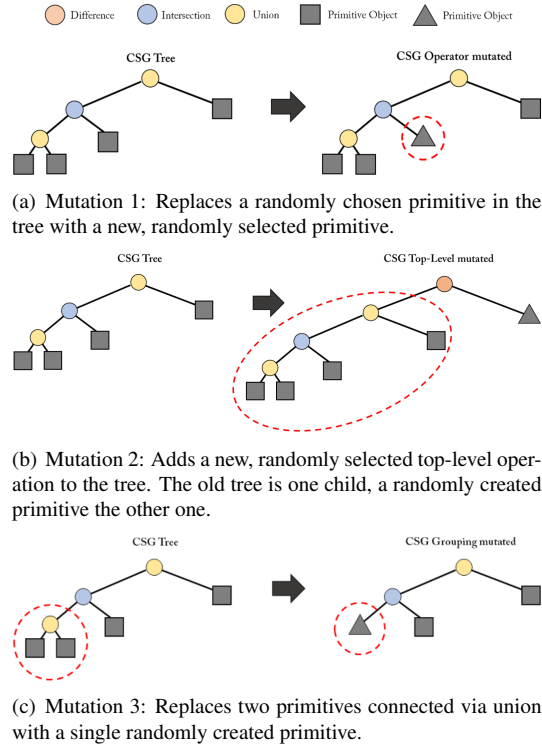 Difference Intersection Union Primitive Object Primitive Object
CSG Tree CSG Operator mutated
(a) Mutation 1: Replaces a randomly chosen primitive in the
tree with a new, randomly selected primitive.
CSG Tree CSG Top-Level mutated
(b) Mutation 2: Adds a new, randomly selected top-level oper-
ation to the tree. The old tree is one child, a randomly created
primitive the other one.
CSG Tree CSG Grouping mutated
(c) Mutation 3: Replaces two primitives connected via union
with a single randomly created primitive.